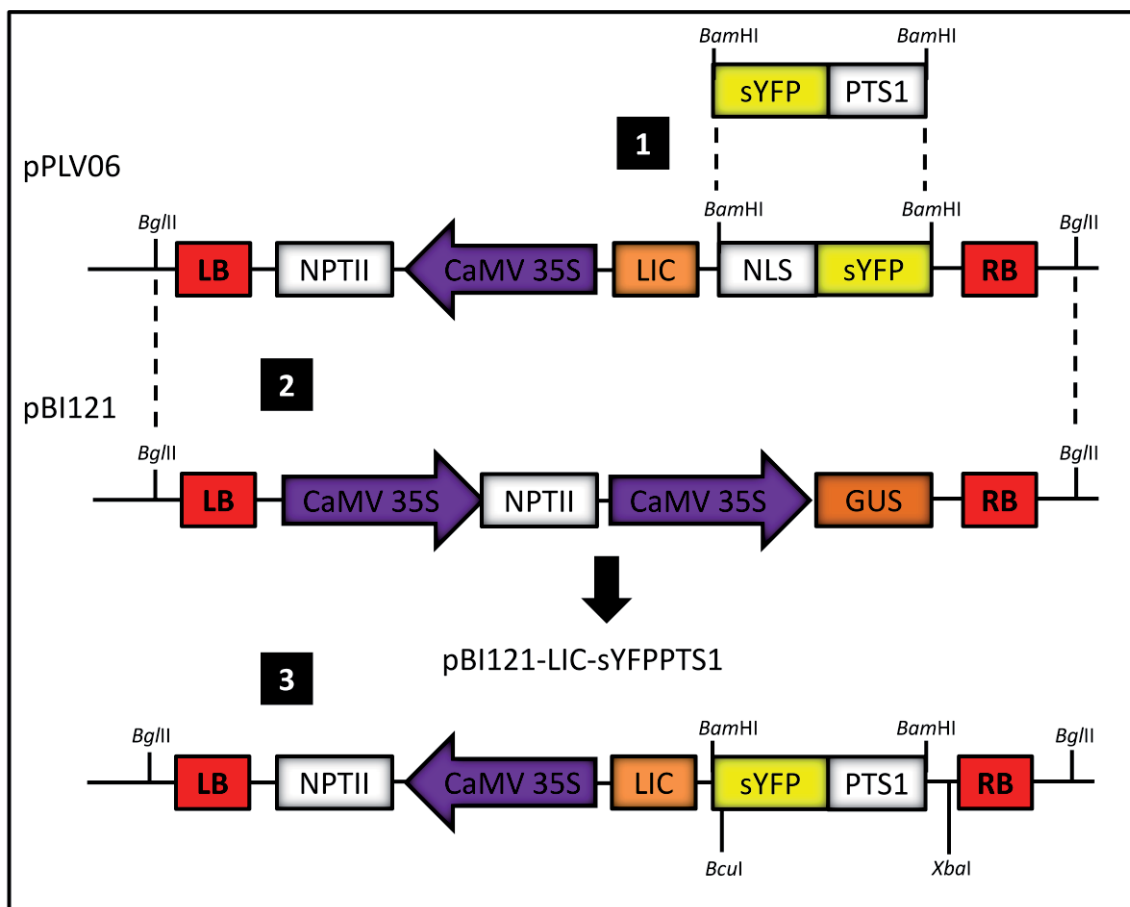 BamHI BamHI
sYFP PTS1
1
pPLV06
BglII BamHI BamHI BglII
LB NPTII CaMV 35S LIC NLS sYFP RB
2
pBI121
BglII BglII
LB CaMV 35S NPTII CaMV 35S GUS RB
pBI121-LIC-sYFPPTS1
3
BglII BamHI BamHI BglII
LB NPTII CaMV 35S LIC sYFP PTS1 RB
BcuI XbaI